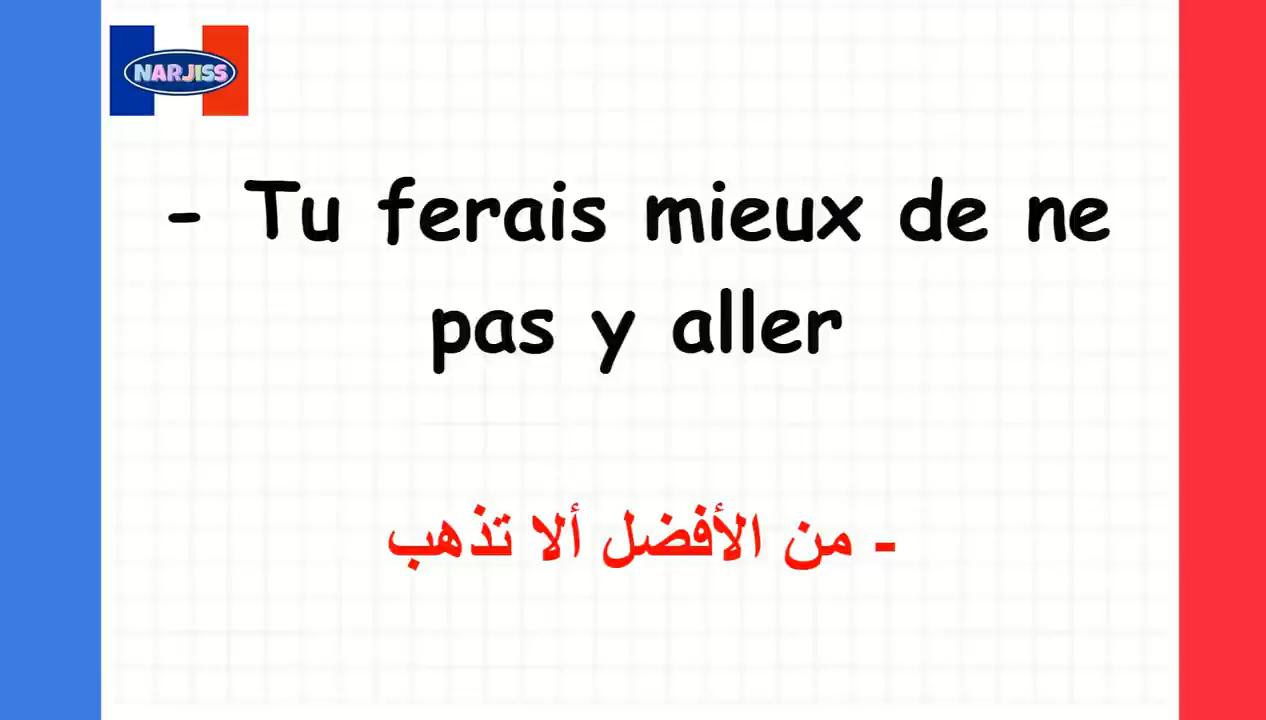 NARJISS
- Tu ferais mieux de ne
pas y aller
- من الأفضل ألا تذهب